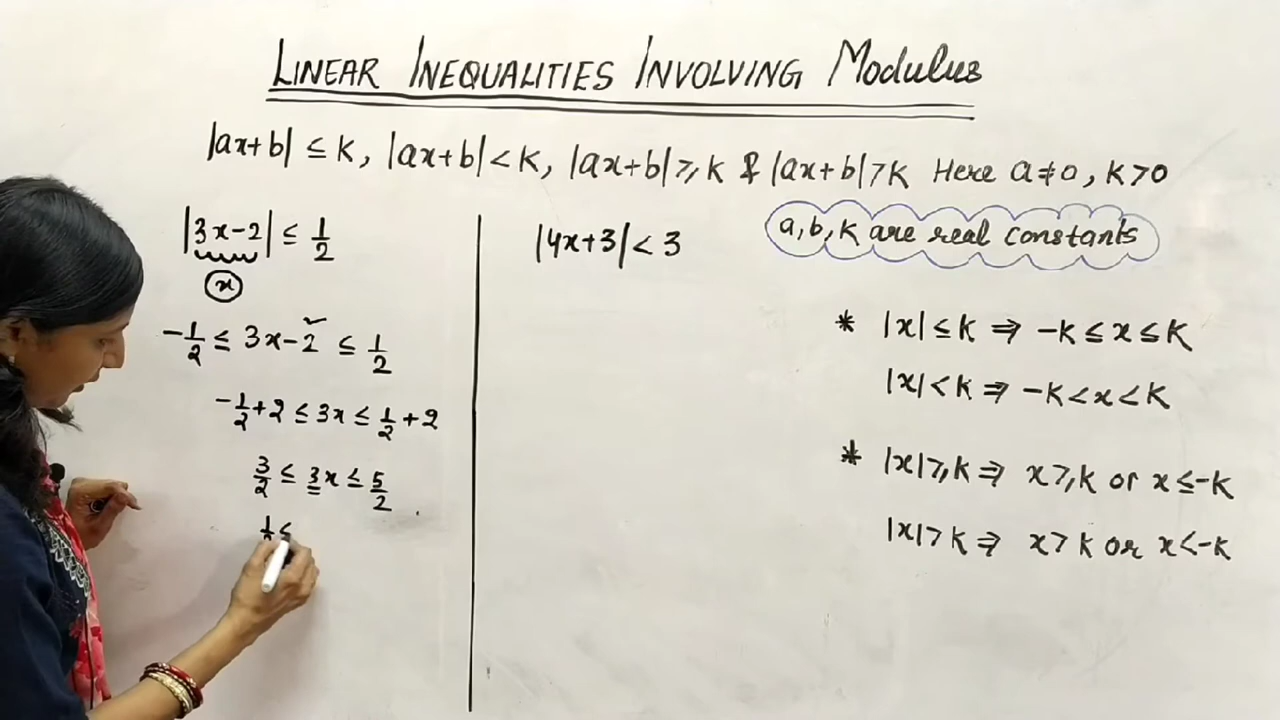 LINEAR INEQUALITIES INVOLVING Modulus
|ax+b| ≤ K, |ax+b| < K, |ax+b| ⩾ K & |ax+b| > K Here a≠0, K>0
a, b, K are real constants
|3x-2| ≤ 1/2
x
-1/2 ≤ 3x-2 ≤ 1/2
-1/2+2 ≤ 3x ≤ 1/2+2
3/2 ≤ 3x ≤ 5/2
|4x+3| < 3
* |x| ≤ K ⇒ -K ≤ x ≤ K
|x| < K ⇒ -K < x < K
* |x| ⩾ K ⇒ x ⩾ K or x ≤ -K
|x| > K ⇒ x > K or x < -K